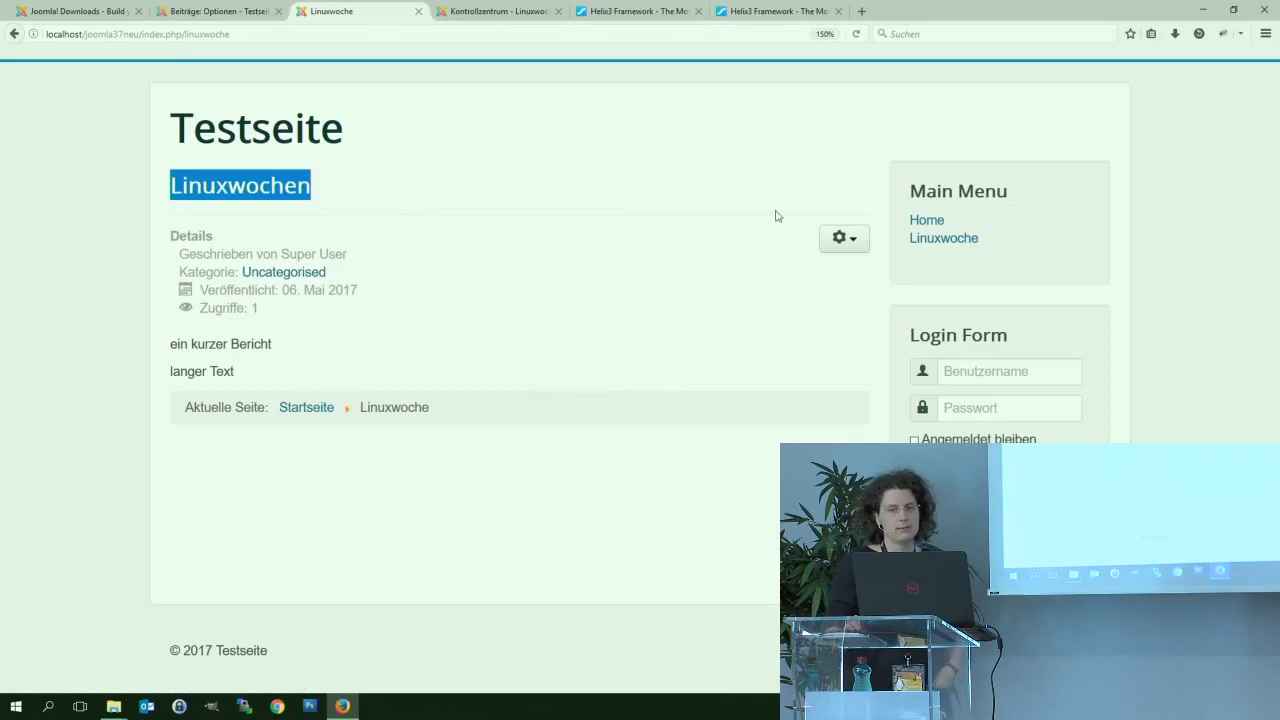 Joomla! Downloads - Build
Beiträge: Optionen - Testseit
Linuxwoche
Kontrollzentrum - Linuxwoc
Helix3 Framework - The Mo
Helix3 Framework - The Mo
localhost/joomla37neu/index.php/linuxwoche
150%
Suchen
Testseite
Linuxwochen
Details
Geschrieben von Super User
Kategorie: Uncategorised
Veröffentlicht: 06. Mai 2017
Zugriffe: 1
ein kurzer Bericht
langer Text
Aktuelle Seite: Startseite Linuxwoche
Main Menu
Home
Linuxwoche
Login Form
Benutzername
Passwort
Angemeldet bleiben
© 2017 Testseite